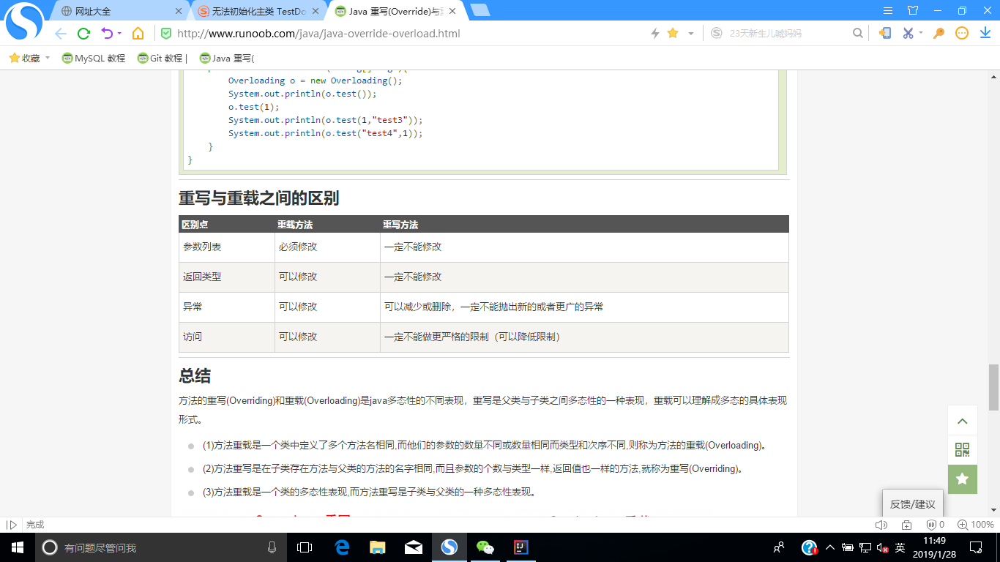 网址大全
无法初始化主类 TestDo
Java 重写(Override)与重
http://www.runoob.com/java/java-override-overload.html
23天新生儿喊妈妈
收藏
MySQL 教程
Git 教程 |
Java 重写(
Overloading o = new Overloading();
System.out.println(o.test());
o.test(1);
System.out.println(o.test(1,"test3"));
System.out.println(o.test("test4",1));
}
}
重写与重载之间的区别
区别点 重载方法 重写方法
参数列表 必须修改 一定不能修改
返回类型 可以修改 一定不能修改
异常 可以修改 可以减少或删除，一定不能抛出新的或者更广的异常
访问 可以修改 一定不能做更严格的限制（可以降低限制）
总结
方法的重写(Overriding)和重载(Overloading)是java多态性的不同表现，重写是父类与子类之间多态性的一种表现，重载可以理解成多态的具体表现
形式。
(1)方法重载是一个类中定义了多个方法名相同,而他们的参数的数量不同或数量相同而类型和次序不同,则称为方法的重载(Overloading)。
(2)方法重写是在子类存在方法与父类的方法的名字相同,而且参数的个数与类型一样,返回值也一样的方法,就称为重写(Overriding)。
(3)方法重载是一个类的多态性表现,而方法重写是子类与父类的一种多态性表现。
反馈/建议
完成
0
100%
有问题尽管问我
英
11:49
2019/1/28